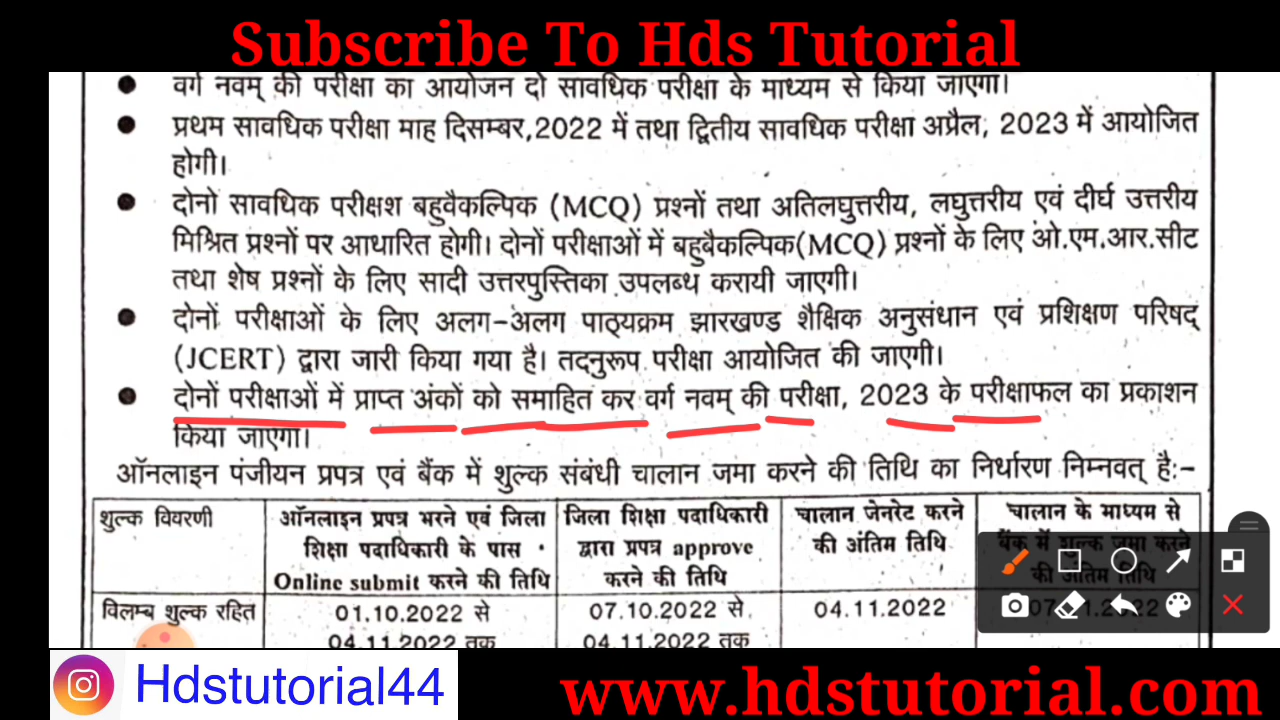 Subscribe To Hds Tutorial
वर्ग नवम् की परीक्षा का आयोजन दो सावधिक परीक्षा के माध्यम से किया जाएगा।
प्रथम सावधिक परीक्षा माह दिसम्बर,2022 में तथा द्वितीय सावधिक परीक्षा अप्रैल, 2023 में आयोजित
होगी।
दोनो सावधिक परीक्षश बहुवैकल्पिक (MCQ) प्रश्नों तथा अतिलघुत्तरीय, लघुत्तरीय एवं दीर्घ उत्तरीय
मिश्रित प्रश्नों पर आधारित होगी। दोनों परीक्षाओं में बहुबैकल्पिक(MCQ) प्रश्नों के लिए ओ.एम.आर.सीट
तथा शेष प्रश्नों के लिए सादी उत्तरपुस्तिका उपलब्ध करायी जाएगी।
दोनों परीक्षाओं के लिए अलग-अलग पाठ्यक्रम झारखण्ड शैक्षिक अनुसंधान एवं प्रशिक्षण परिषद्
(JCERT) द्वारा जारी किया गया है। तदनुरूप परीक्षा आयोजित की जाएगी।
दोनों परीक्षाओं में प्राप्त अंकों को समाहित कर वर्ग नवम् की परीक्षा, 2023 के परीक्षाफल का प्रकाशन
किया जाएगा।
ऑनलाइन पंजीयन प्रपत्र एवं बैंक में शुल्क संबंधी चालान जमा करने की तिथि का निर्धारण निम्नवत् है:-
शुल्क विवरणी
ऑनलाइन प्रपत्र भरने एवं जिला
शिक्षा पदाधिकारी के पास
Online submit करने की तिथि
जिला शिक्षा पदाधिकारी
द्वारा प्रपत्र approve
करने की तिथि
चालान जेनरेट करने
की अंतिम तिथि
चालान के माध्यम से
बैंक में शुल्क जमा करने
की अंतिम तिथि
विलम्ब शुल्क रहित
01.10.2022 से
04.11.2022 तक
07.10.2022 से
04.11.2022 तक
04.11.2022
Hdstutorial44
www.hdstutorial.com